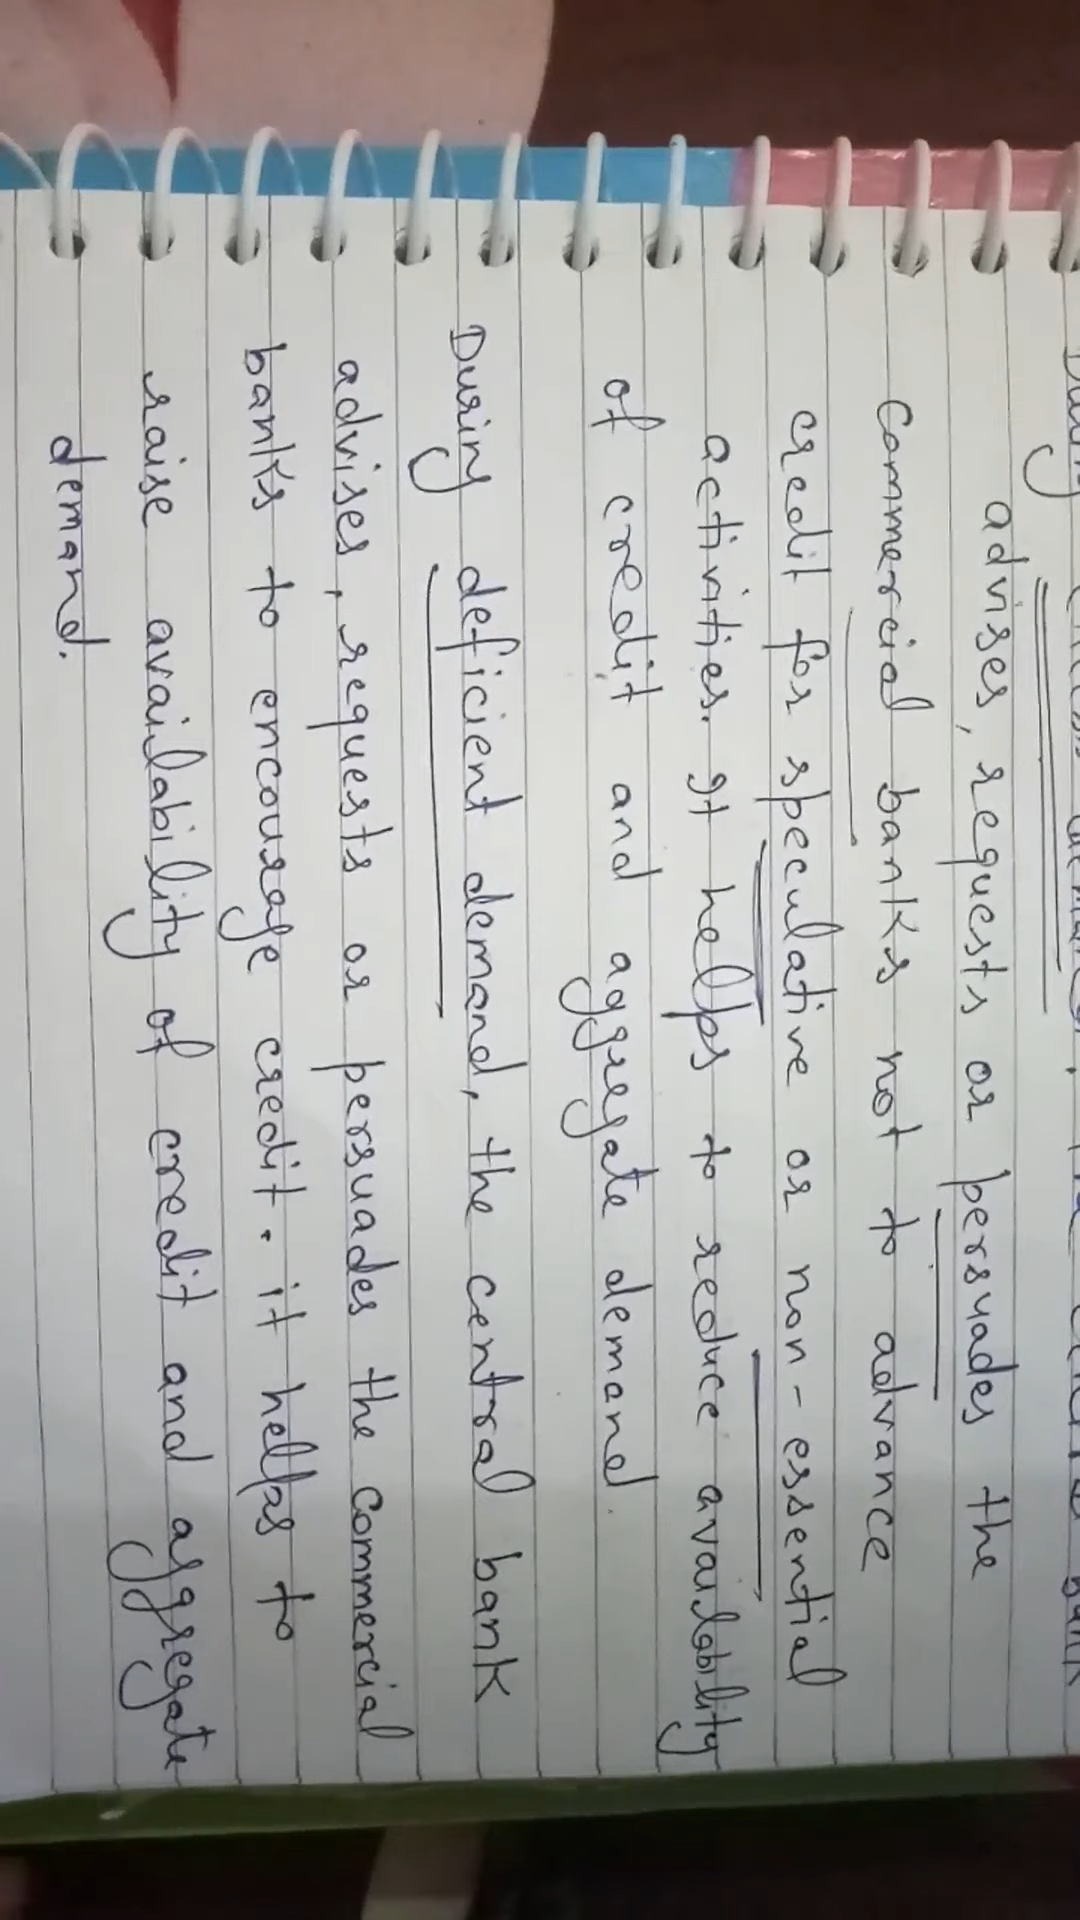 advises, requests or persuades the
Commercial banks not to advance
credit for speculative or non-essential
activities. It helps to reduce availability
of credit and aggregate demand.
During deficient demand, the central bank
advises, requests or persuades the Commercial
banks to encourage credit. it helps to
raise availability of credit and aggregate
demand.